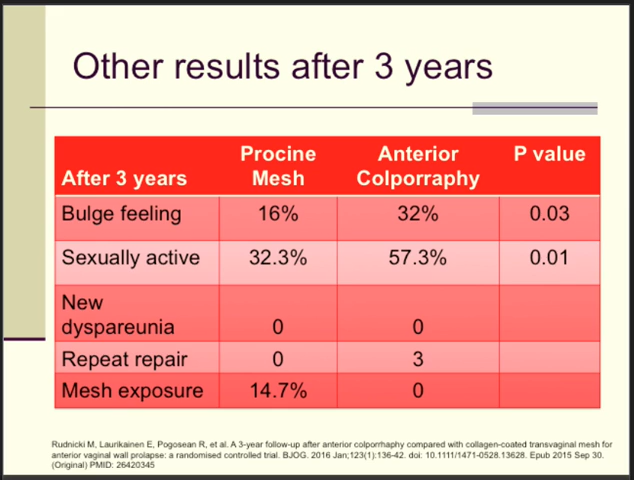 Other results after 3 years
After 3 years Procine Mesh Anterior Colporraphy P value
Bulge feeling 16% 32% 0.03
Sexually active 32.3% 57.3% 0.01
New dyspareunia 0 0
Repeat repair 0 3
Mesh exposure 14.7% 0
Rudnicki M, Laurikainen E, Pogosean R, et al. A 3-year follow-up after anterior colporrhaphy compared with collagen-coated transvaginal mesh for
anterior vaginal wall prolapse: a randomised controlled trial. BJOG. 2016 Jan;123(1):136-42. doi: 10.1111/1471-0528.13628. Epub 2015 Sep 30.
(Original) PMID: 26420345